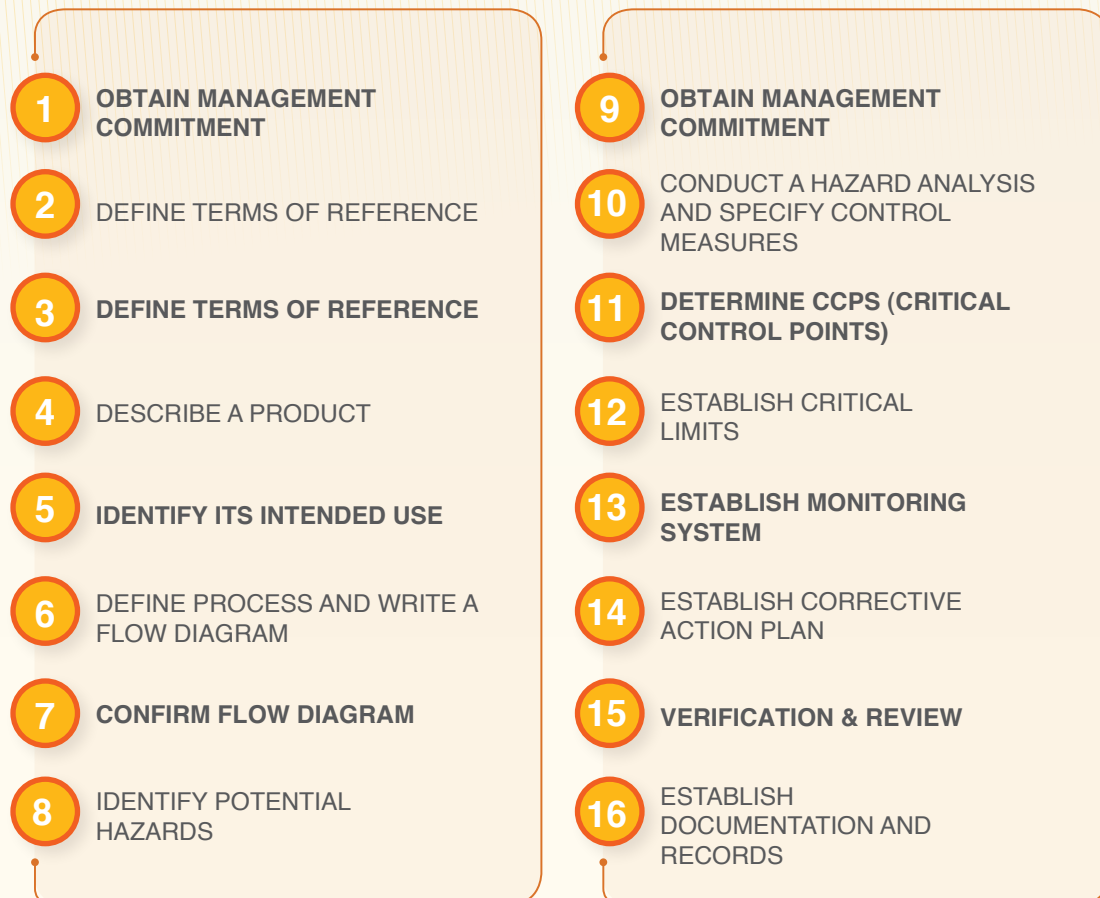 1
OBTAIN MANAGEMENT
COMMITMENT
2
DEFINE TERMS OF REFERENCE
3
DEFINE TERMS OF REFERENCE
4
DESCRIBE A PRODUCT
5
IDENTIFY ITS INTENDED USE
6
DEFINE PROCESS AND WRITE A
FLOW DIAGRAM
7
CONFIRM FLOW DIAGRAM
8
IDENTIFY POTENTIAL
HAZARDS
9
OBTAIN MANAGEMENT
COMMITMENT
10
CONDUCT A HAZARD ANALYSIS
AND SPECIFY CONTROL
MEASURES
11
DETERMINE CCPS (CRITICAL
CONTROL POINTS)
12
ESTABLISH CRITICAL
LIMITS
13
ESTABLISH MONITORING
SYSTEM
14
ESTABLISH CORRECTIVE
ACTION PLAN
15
VERIFICATION & REVIEW
16
ESTABLISH
DOCUMENTATION AND
RECORDS